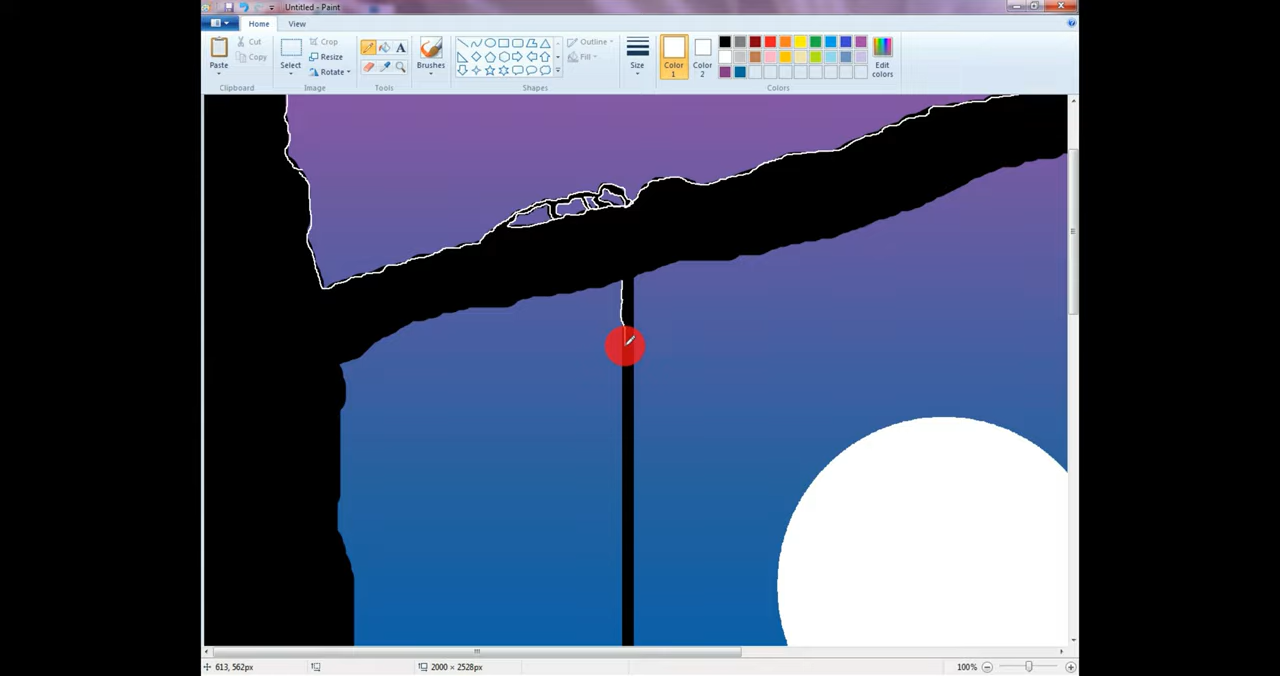 Untitled - Paint
Home View
Paste
Cut
Copy
Clipboard
Select
Crop
Resize
Rotate
Image
Tools
Brushes
Shapes
Outline
Fill
Size
Color 1
Color 2
Edit colors
Colors
613, 562px
2000 × 2528px
100%